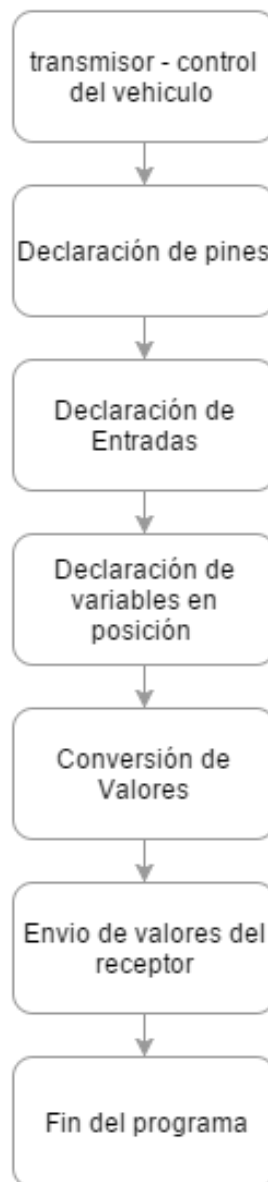 transmisor - control
del vehiculo
Declaración de pines
Declaración de
Entradas
Declaración de
variables en
posición
Conversión de
Valores
Envio de valores del
receptor
Fin del programa